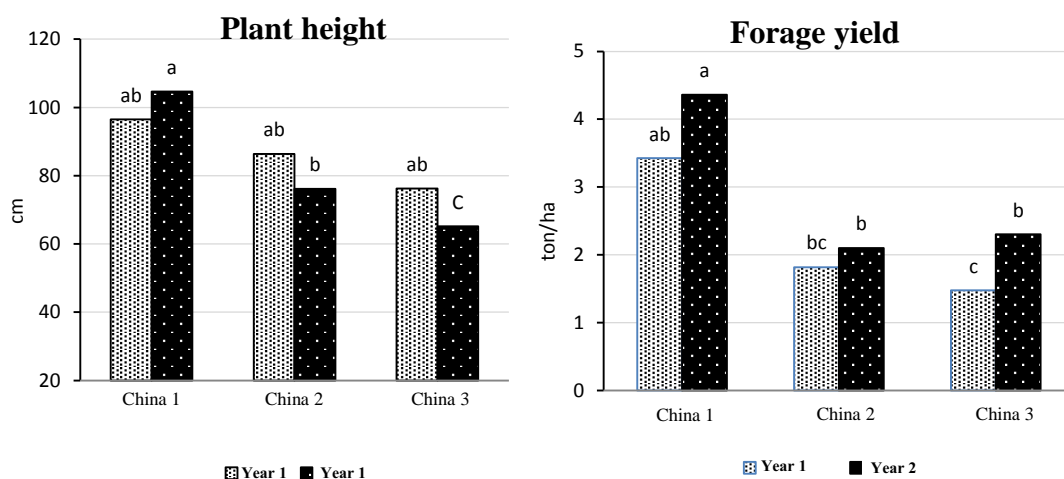 Plant height
120
100
80
60
40
20
cm
ab
a
ab
b
ab
C
China 1
China 2
China 3
Year 1 Year 1
Forage yield
5
4
3
2
1
0
ton/ha
ab
a
bc
b
c
b
China 1
China 2
China 3
Year 1 Year 2